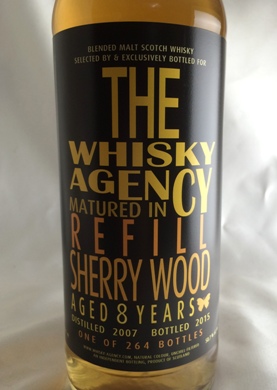 BLENDED MALT SCOTCH WHISKY
SELECTED BY & EXCLUSIVELY BOTTLED FOR
THE
WHISKY
AGENCY
MATURED IN
REFILL
SHERRY WOOD
AGED 8 YEARS
DISTILLED 2007 BOTTLED 2015
ONE OF 264 BOTTLES